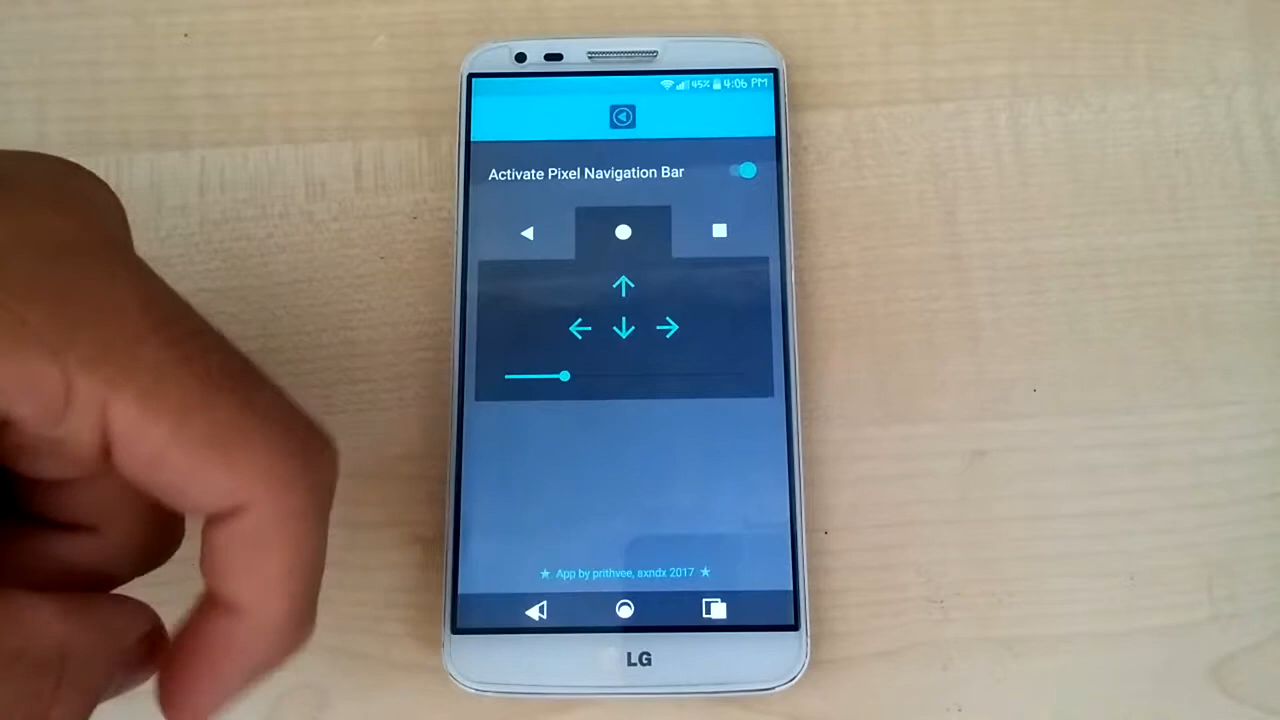 45% 4:06 PM
Activate Pixel Navigation Bar
★ App by prithvee, axndx 2017 ★
LG